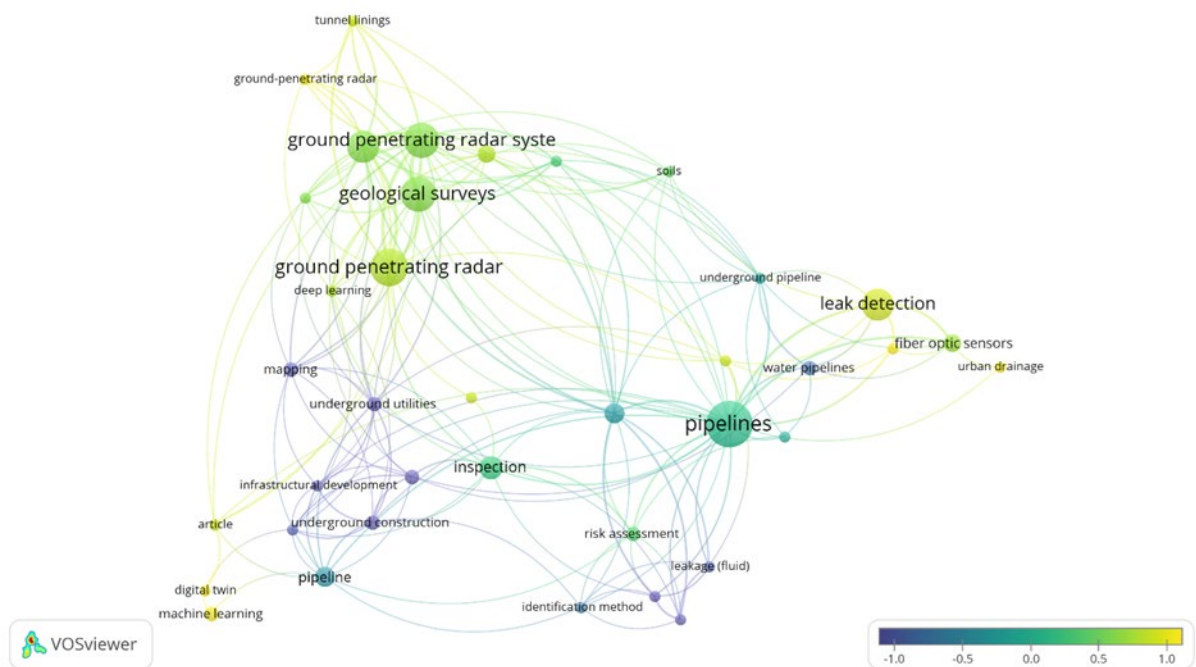 tunnel linings
ground-penetrating radar
ground penetrating radar syste
soils
geological surveys
ground penetrating radar
deep learning
underground pipeline
leak detection
fiber optic sensors
urban drainage
water pipelines
mapping
underground utilities
pipelines
inspection
infrastructural development
underground construction
article
risk assessment
leakage (fluid)
pipeline
digital twin
machine learning
identification method
VOSviewer
-1.0 -0.5 0.0 0.5 1.0